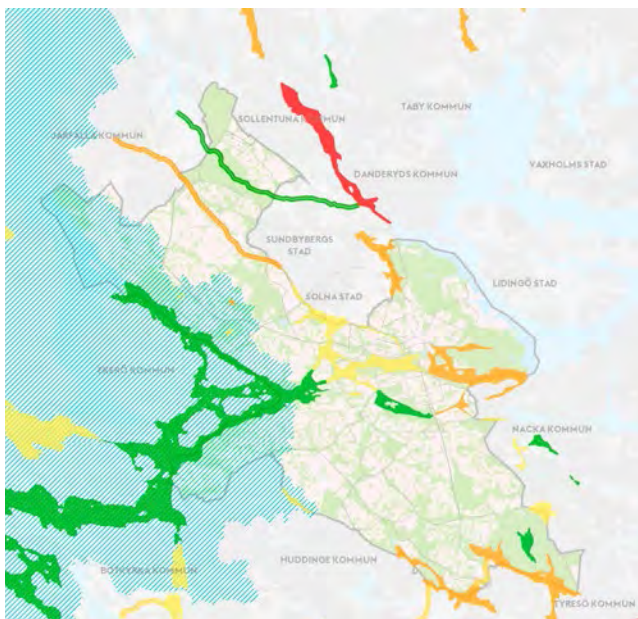 TÄBY KOMMUN
SOLLENTUNA KOMMUN
JÄRFÄLLA KOMMUN
VAXHOLMS STAD
DANDERYDS KOMMUN
SUNDBYBERGS
STAD
LIDINGÖ STAD
SOLNA STAD
EKERÖ KOMMUN
NACKA KOMMUN
HUDDINGE KOMMUN
BOTKYRKA KOMMUN
TYRESÖ KOMMUN